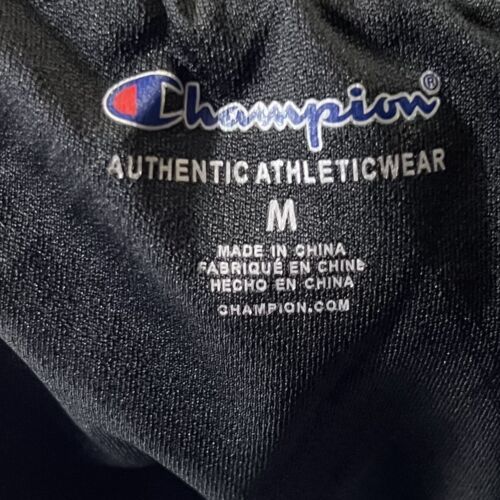 Champion®
AUTHENTIC ATHLETICWEAR
M
MADE IN CHINA
FABRIQUÉ EN CHINE
HECHO EN CHINA
CHAMPION.COM